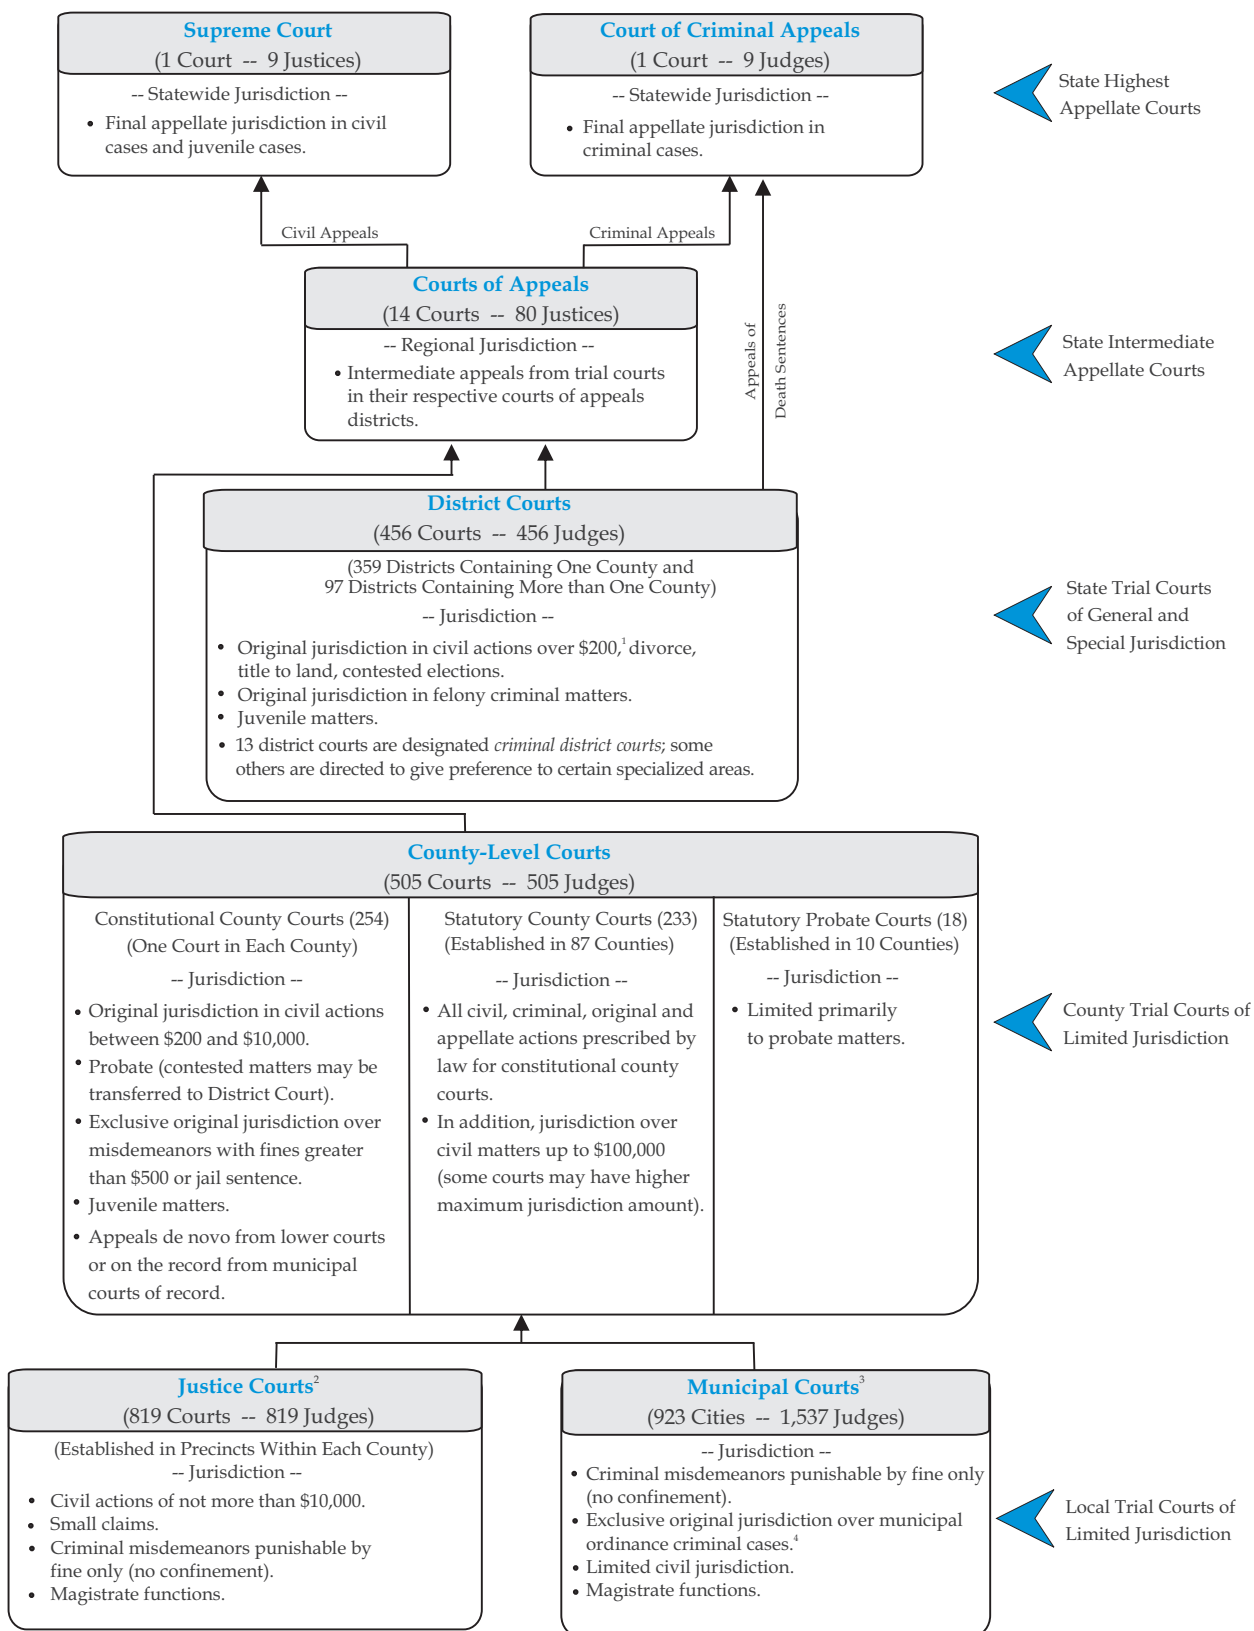 Supreme Court
(1 Court -- 9 Justices)
-- Statewide Jurisdiction --
• Final appellate jurisdiction in civil
cases and juvenile cases.
Court of Criminal Appeals
(1 Court -- 9 Judges)
-- Statewide Jurisdiction --
• Final appellate jurisdiction in
criminal cases.
State Highest
Appellate Courts
Civil Appeals
Criminal Appeals
Appeals of
Death Sentences
Courts of Appeals
(14 Courts -- 80 Justices)
-- Regional Jurisdiction --
• Intermediate appeals from trial courts
in their respective courts of appeals
districts.
State Intermediate
Appellate Courts
District Courts
(456 Courts -- 456 Judges)
(359 Districts Containing One County and
97 Districts Containing More than One County)
-- Jurisdiction --
• Original jurisdiction in civil actions over $200,¹ divorce,
title to land, contested elections.
• Original jurisdiction in felony criminal matters.
• Juvenile matters.
• 13 district courts are designated criminal district courts; some
others are directed to give preference to certain specialized areas.
State Trial Courts
of General and
Special Jurisdiction
County-Level Courts
(505 Courts -- 505 Judges)
Constitutional County Courts (254)
(One Court in Each County)
-- Jurisdiction --
• Original jurisdiction in civil actions
between $200 and $10,000.
• Probate (contested matters may be
transferred to District Court).
• Exclusive original jurisdiction over
misdemeanors with fines greater
than $500 or jail sentence.
• Juvenile matters.
• Appeals de novo from lower courts
or on the record from municipal
courts of record.
Statutory County Courts (233)
(Established in 87 Counties)
-- Jurisdiction --
• All civil, criminal, original and
appellate actions prescribed by
law for constitutional county
courts.
• In addition, jurisdiction over
civil matters up to $100,000
(some courts may have higher
maximum jurisdiction amount).
Statutory Probate Courts (18)
(Established in 10 Counties)
-- Jurisdiction --
• Limited primarily
to probate matters.
County Trial Courts of
Limited Jurisdiction
Justice Courts²
(819 Courts -- 819 Judges)
(Established in Precincts Within Each County)
-- Jurisdiction --
• Civil actions of not more than $10,000.
• Small claims.
• Criminal misdemeanors punishable by
fine only (no confinement).
• Magistrate functions.
Municipal Courts³
(923 Cities -- 1,537 Judges)
-- Jurisdiction --
• Criminal misdemeanors punishable by fine only
(no confinement).
• Exclusive original jurisdiction over municipal
ordinance criminal cases.⁴
• Limited civil jurisdiction.
• Magistrate functions.
Local Trial Courts of
Limited Jurisdiction